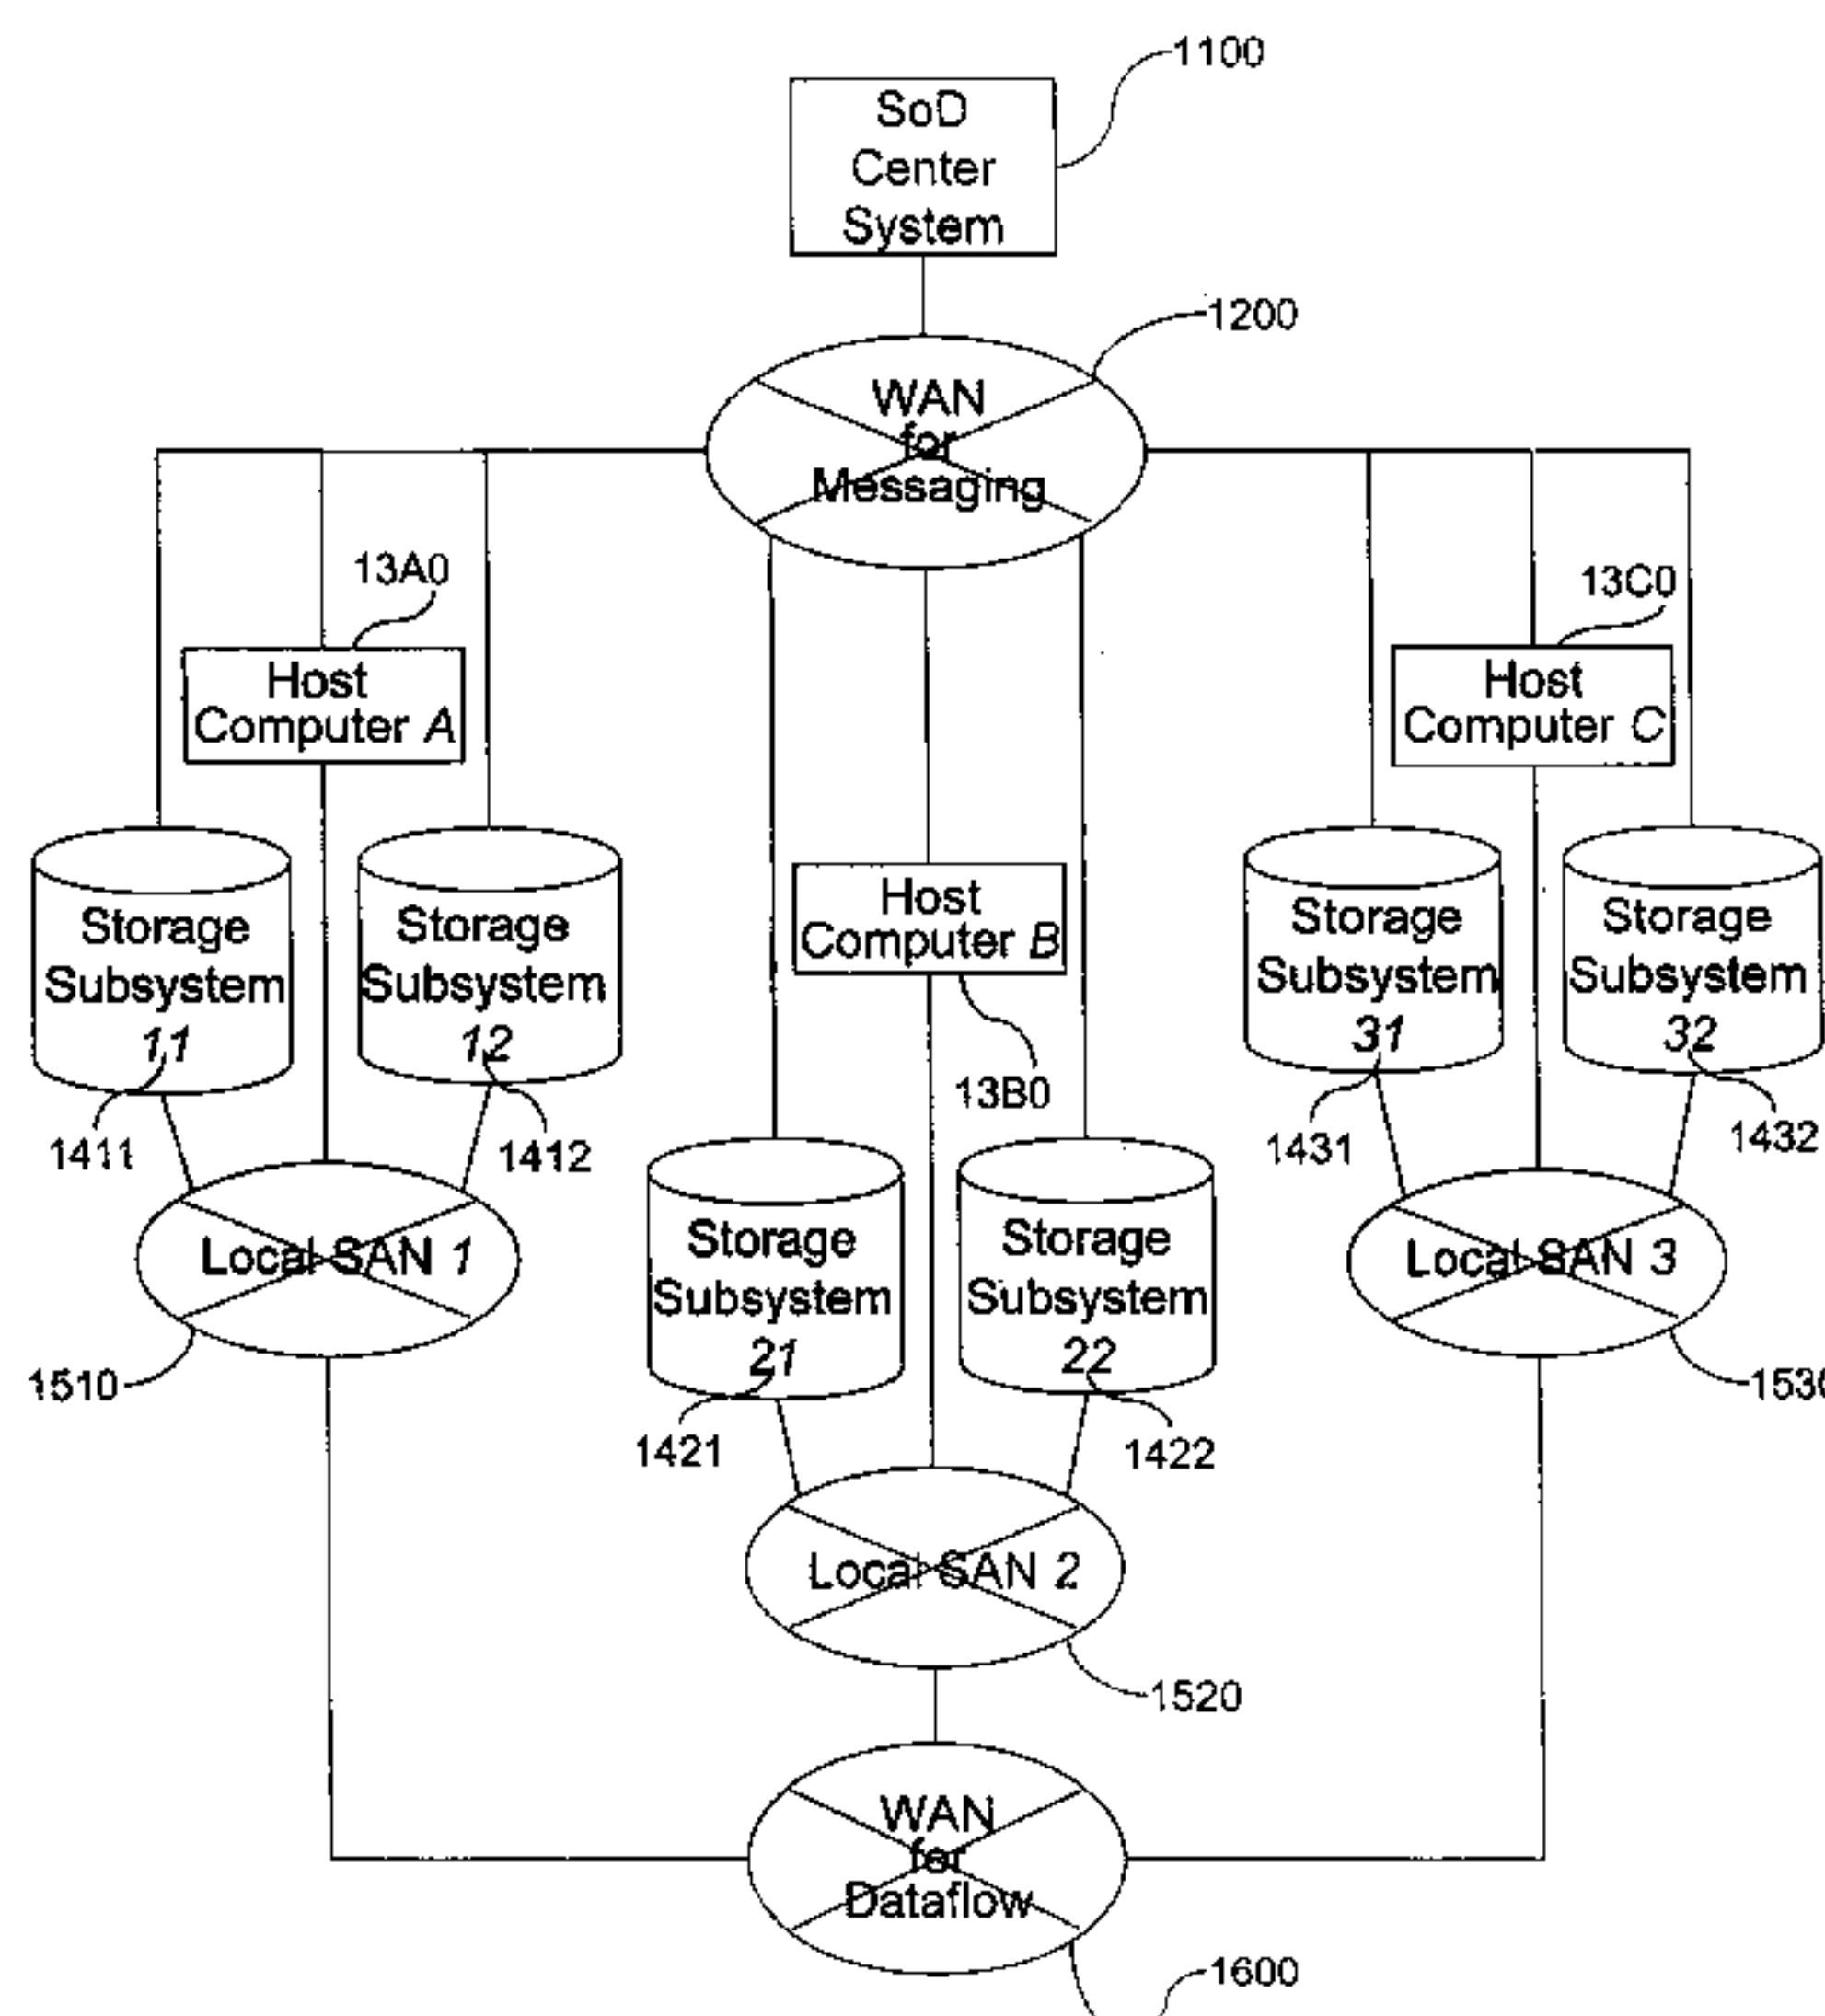 1100
SoD
Center
System
1200
WAN
for
Messaging
13A0
13C0
Host
Computer A
Host
Computer C
Host
Computer B
Storage
Subsystem
11
Storage
Subsystem
12
Storage
Subsystem
31
Storage
Subsystem
32
13B0
1411
1412
1431
1432
Storage
Subsystem
21
Storage
Subsystem
22
Local SAN 1
Local SAN 3
1510
1421
1422
Local SAN 2
1520
WAN
for
Dataflow
1600